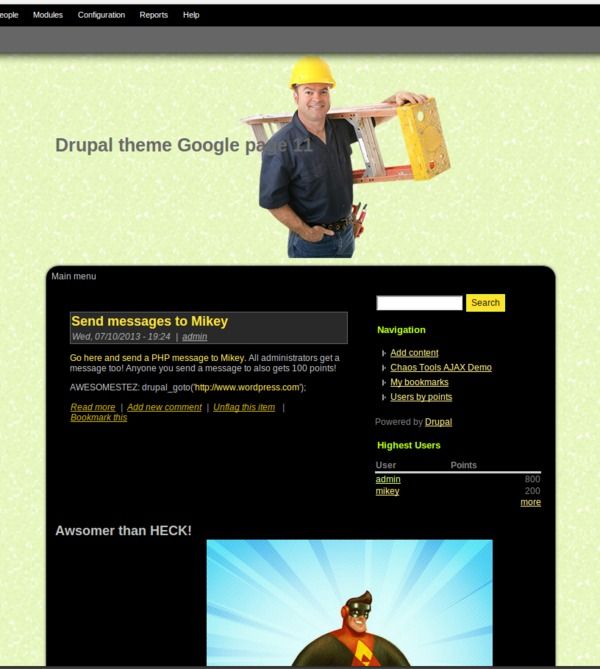 Modules Configuration Reports Help
Drupal theme Google page 11
Main menu
Send messages to Mikey
Wed, 07/10/2013 - 19:24 | admin
Go here and send a PHP message to Mikey. All administrators get a
message too! Anyone you send a message to also gets 100 points!
AWESOMESTEZ: drupal_goto('http://www.wordpress.com');
Read more | Add new comment | Unflag this item |
Bookmark this
Search
Navigation
Add content
Chaos Tools AJAX Demo
My bookmarks
Users by points
Powered by Drupal
Highest Users
User Points
admin 800
mikey 200
more
Awsomer than HECK!